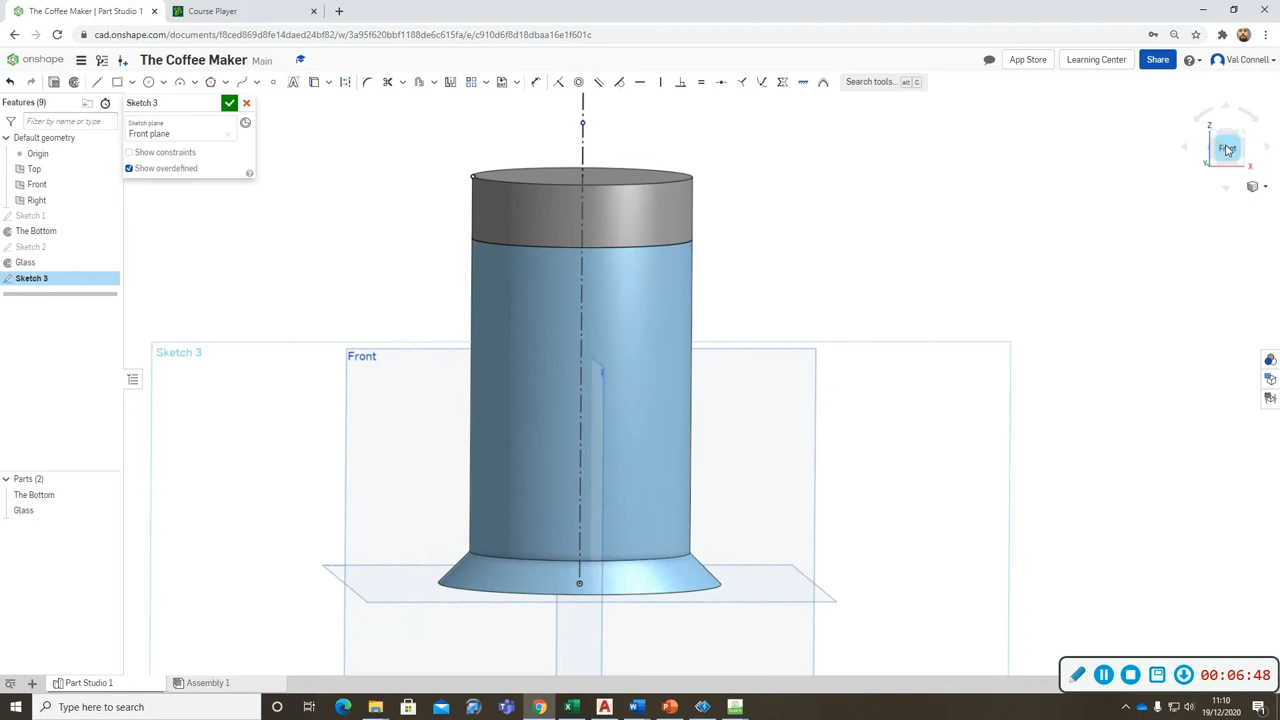 The Coffee Maker | Part Studio 1
Course Player
cad.onshape.com/documents/f8ced869d8fe14daed24bf82/w/3a95f620bbf1188de6c615fa/e/c910d6f8d18dbaa16e1f601c
onshape
The Coffee Maker Main
App Store
Learning Center
Share
Val Connell
Search tools... alt C
Features (9)
Filter by name or type
Default geometry
Origin
Top
Front
Right
Sketch 1
The Bottom
Sketch 2
Glass
Sketch 3
Sketch 3
Sketch plane
Front plane
Show constraints
Show overdefined
Z
Front
Y
X
Sketch 3
Front
Parts (2)
The Bottom
Glass
Part Studio 1
Assembly 1
00:06:48
Type here to search
11:10
19/12/2020